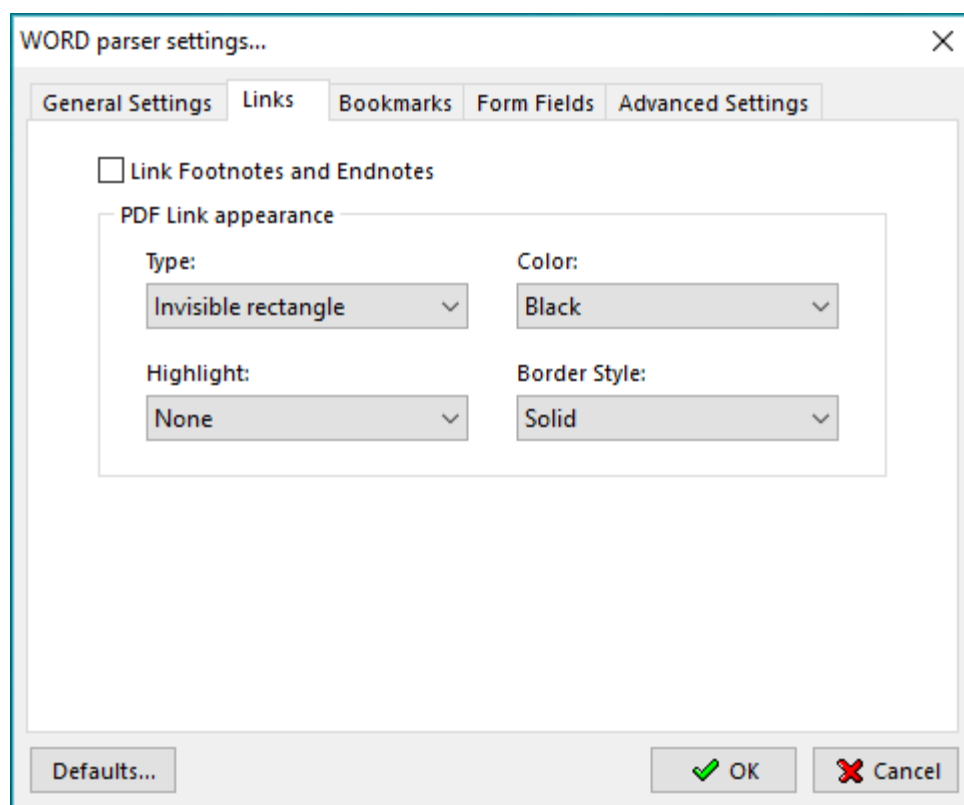 WORD parser settings...
General Settings Links Bookmarks Form Fields Advanced Settings
Link Footnotes and Endnotes
PDF Link appearance
Type: Color:
Invisible rectangle Black
Highlight: Border Style:
None Solid
Defaults... OK Cancel